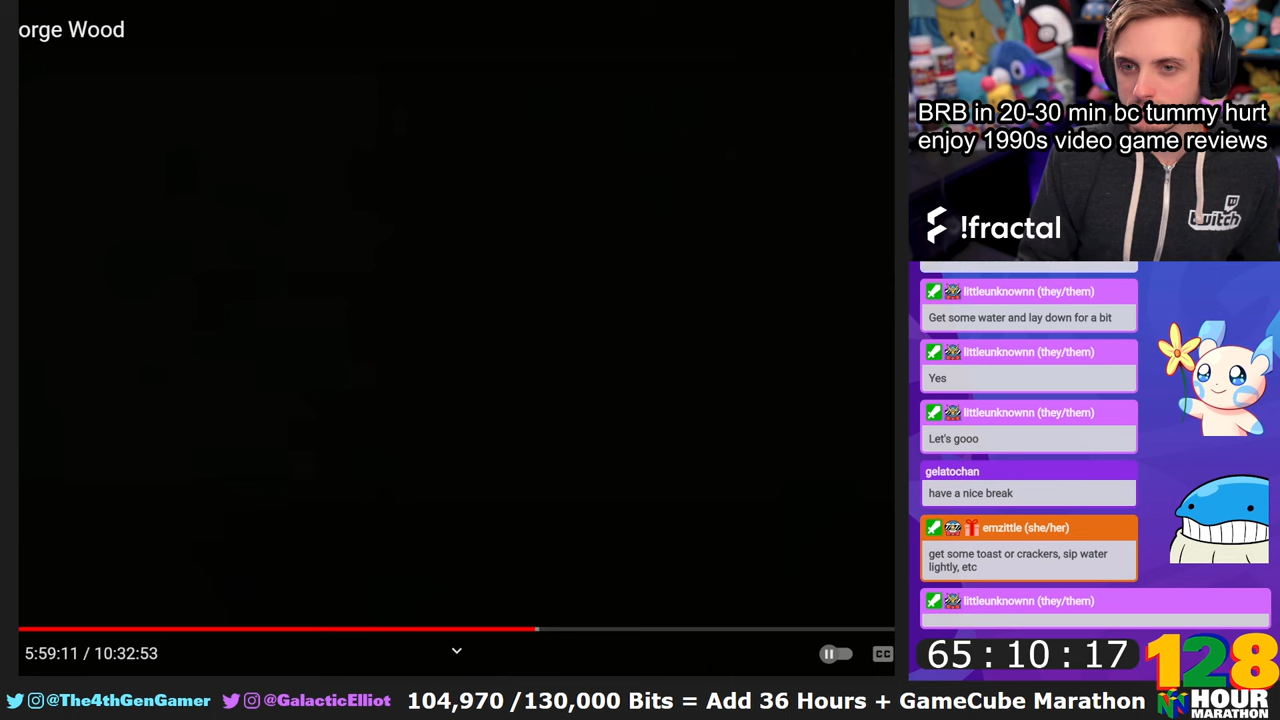 orge Wood
BRB in 20-30 min bc tummy hurt
enjoy 1990s video game reviews
!fractal
twitch
littleunknownn (they/them)
Get some water and lay down for a bit
littleunknownn (they/them)
Yes
littleunknownn (they/them)
Let's gooo
gelatochan
have a nice break
emzittle (she/her)
get some toast or crackers, sip water
lightly, etc
littleunknownn (they/them)
5:59:11 / 10:32:53
CC
65:10:17
128
HOUR
MARATHON
@The4thGenGamer
@GalacticElliot
104,970 /130,000 Bits = Add 36 Hours + GameCube Marathon